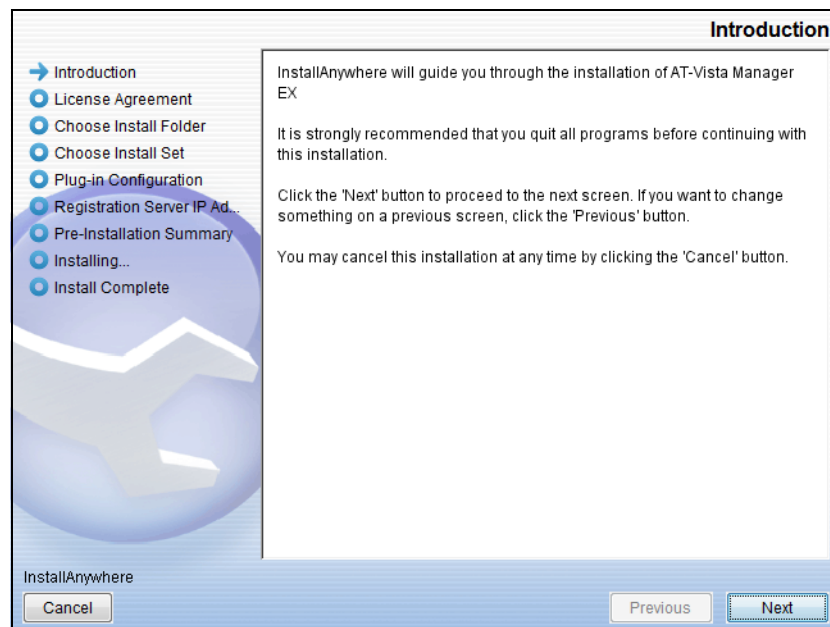 Introduction
Introduction
License Agreement
Choose Install Folder
Choose Install Set
Plug-in Configuration
Registration Server IP Ad...
Pre-Installation Summary
Installing...
Install Complete
InstallAnywhere will guide you through the installation of AT-Vista Manager
EX
It is strongly recommended that you quit all programs before continuing with
this installation.
Click the 'Next' button to proceed to the next screen. If you want to change
something on a previous screen, click the 'Previous' button.
You may cancel this installation at any time by clicking the 'Cancel' button.
InstallAnywhere
Cancel
Previous
Next